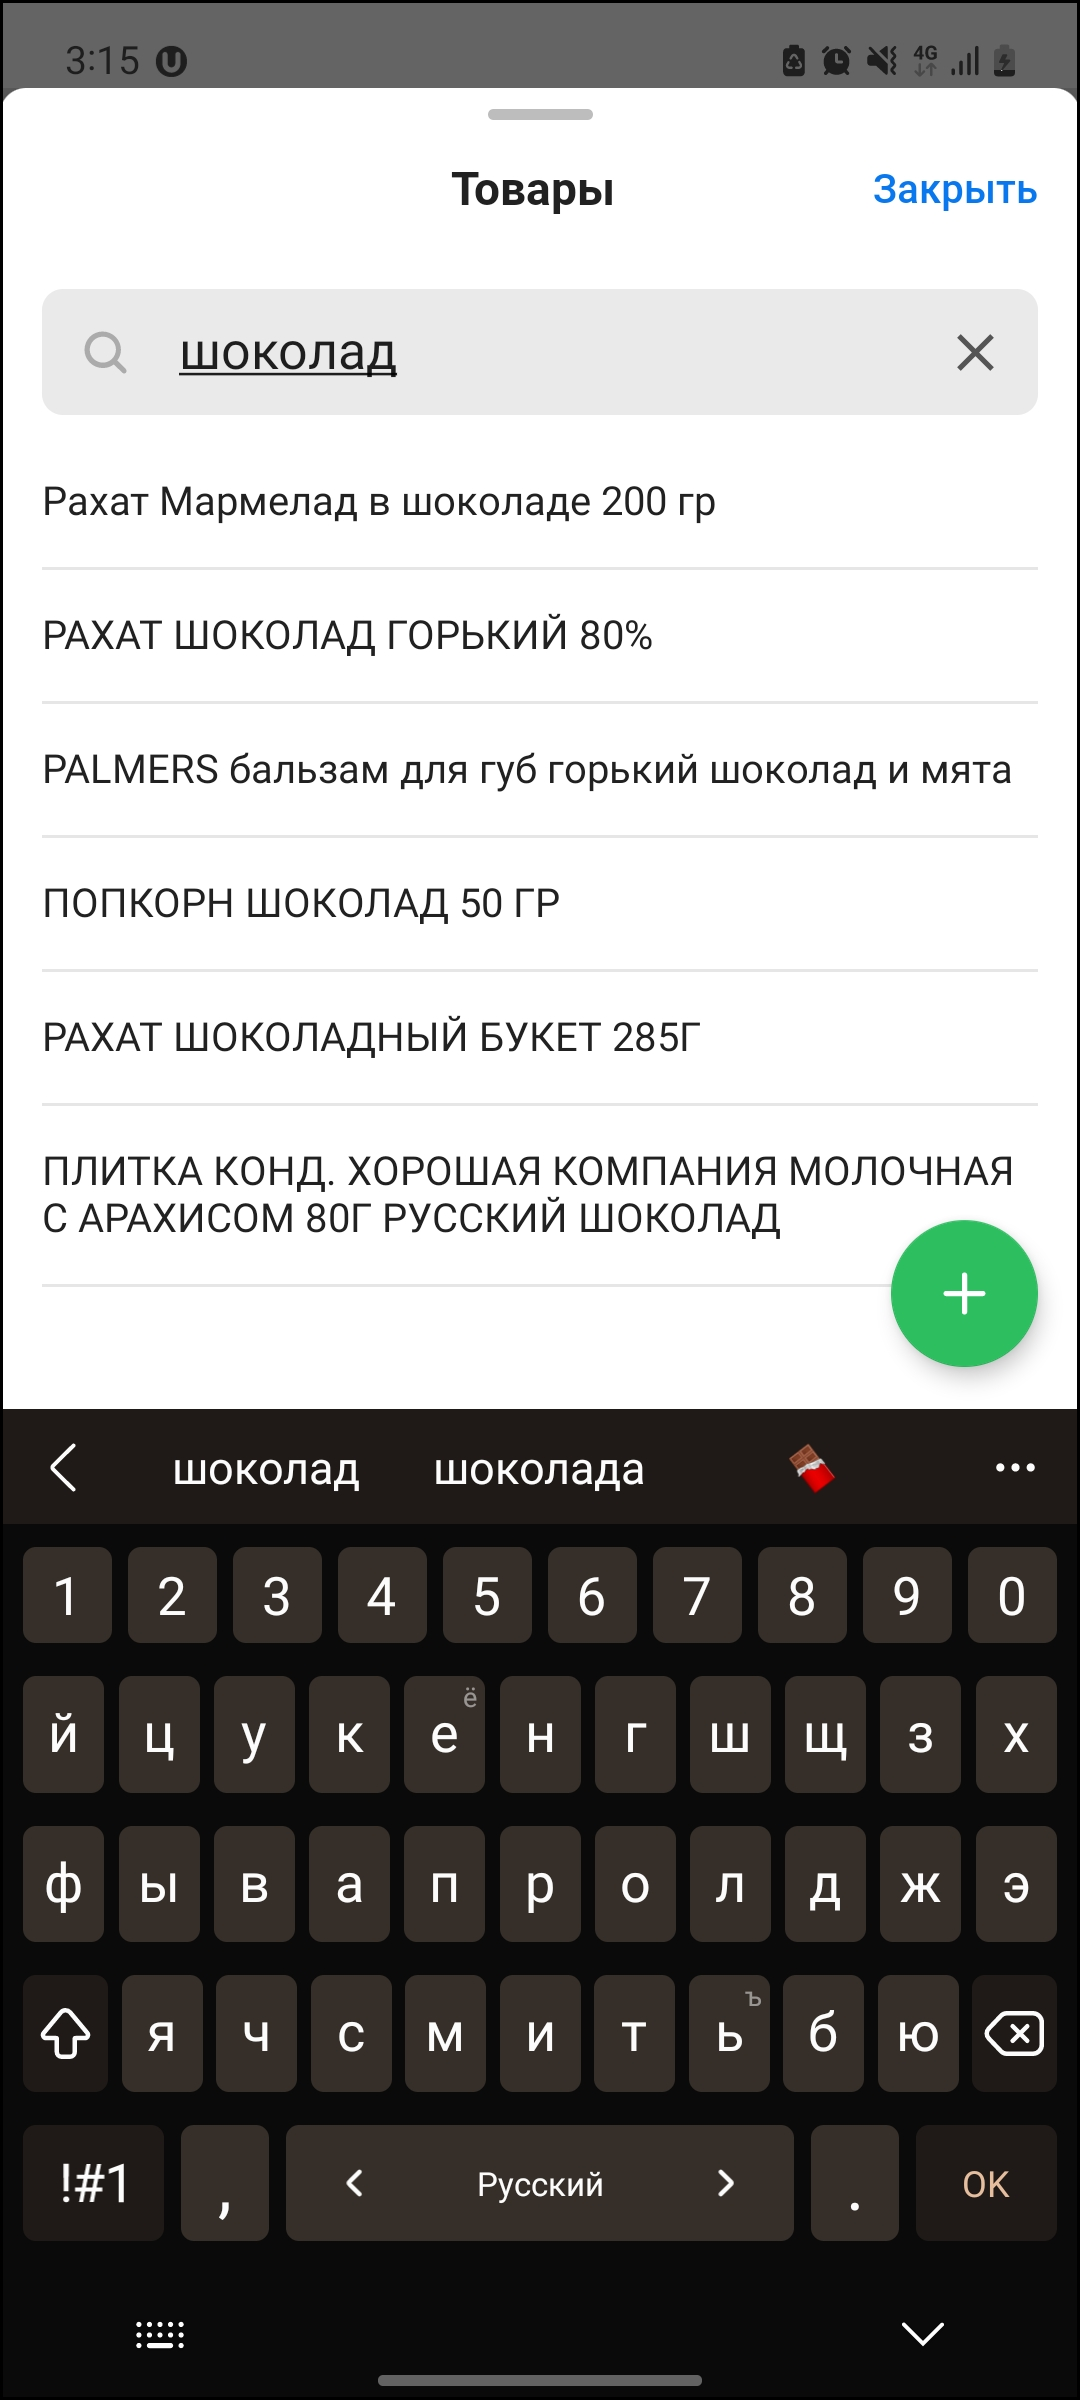 3:15
4G
Товары
Закрыть
шоколад
Рахат Мармелад в шоколаде 200 гр
РАХАТ ШОКОЛАД ГОРЬКИЙ 80%
PALMERS бальзам для губ горький шоколад и мята
ПОПКОРН ШОКОЛАД 50 ГР
РАХАТ ШОКОЛАДНЫЙ БУКЕТ 285Г
ПЛИТКА КОНД. ХОРОШАЯ КОМПАНИЯ МОЛОЧНАЯ
С АРАХИСОМ 80Г РУССКИЙ ШОКОЛАД
шоколад шоколада
1 2 3 4 5 6 7 8 9 0
й ц у к е ё н г ш щ з х
ф ы в а п р о л д ж э
я ч с м и т ь ъ б ю
!#1 , Русский . OK